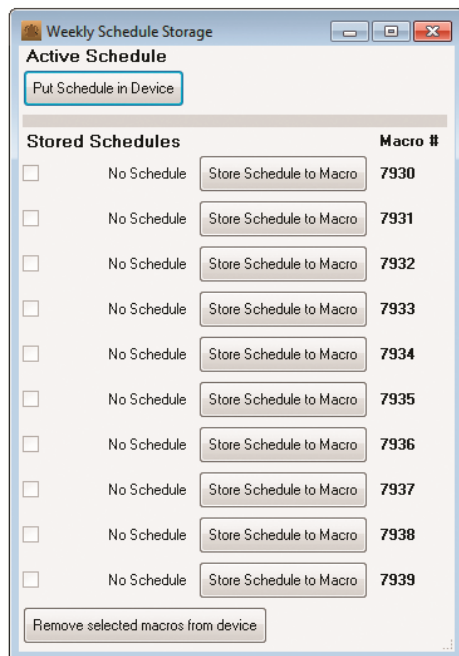 Weekly Schedule Storage
Active Schedule
Put Schedule in Device
Stored Schedules Macro #
No Schedule Store Schedule to Macro 7930
No Schedule Store Schedule to Macro 7931
No Schedule Store Schedule to Macro 7932
No Schedule Store Schedule to Macro 7933
No Schedule Store Schedule to Macro 7934
No Schedule Store Schedule to Macro 7935
No Schedule Store Schedule to Macro 7936
No Schedule Store Schedule to Macro 7937
No Schedule Store Schedule to Macro 7938
No Schedule Store Schedule to Macro 7939
Remove selected macros from device